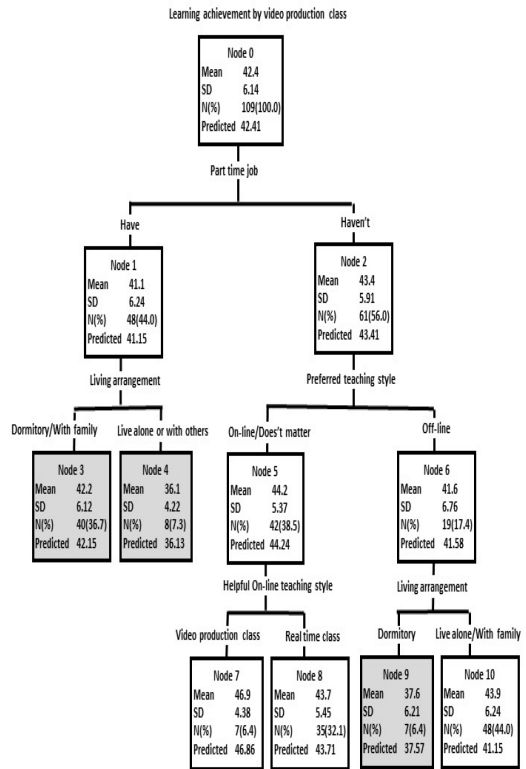 Learning achievement by video production class
Node 0
Mean 42.4
SD 6.14
N(%) 109(100.0)
Predicted 42.41
Part time job
Have
Haven't
Node 1
Mean 41.1
SD 6.24
N(%) 48(44.0)
Predicted 41.15
Node 2
Mean 43.4
SD 5.91
N(%) 61(56.0)
Predicted 43.41
Living arrangement
Preferred teaching style
Dormitory/With family
Live alone or with others
On-line/Does't matter
Off-line
Node 3
Mean 42.2
SD 6.12
N(%) 40(36.7)
Predicted 42.15
Node 4
Mean 36.1
SD 4.22
N(%) 8(7.3)
Predicted 36.13
Node 5
Mean 44.2
SD 5.37
N(%) 42(38.5)
Predicted 44.24
Node 6
Mean 41.6
SD 6.76
N(%) 19(17.4)
Predicted 41.58
Helpful On-line teaching style
Living arrangement
Video production class
Real time class
Dormitory
Live alone/With family
Node 7
Mean 46.9
SD 4.38
N(%) 7(6.4)
Predicted 46.86
Node 8
Mean 43.7
SD 5.45
N(%) 35(32.1)
Predicted 43.71
Node 9
Mean 37.6
SD 6.21
N(%) 7(6.4)
Predicted 37.57
Node 10
Mean 43.9
SD 6.24
N(%) 48(44.0)
Predicted 41.15